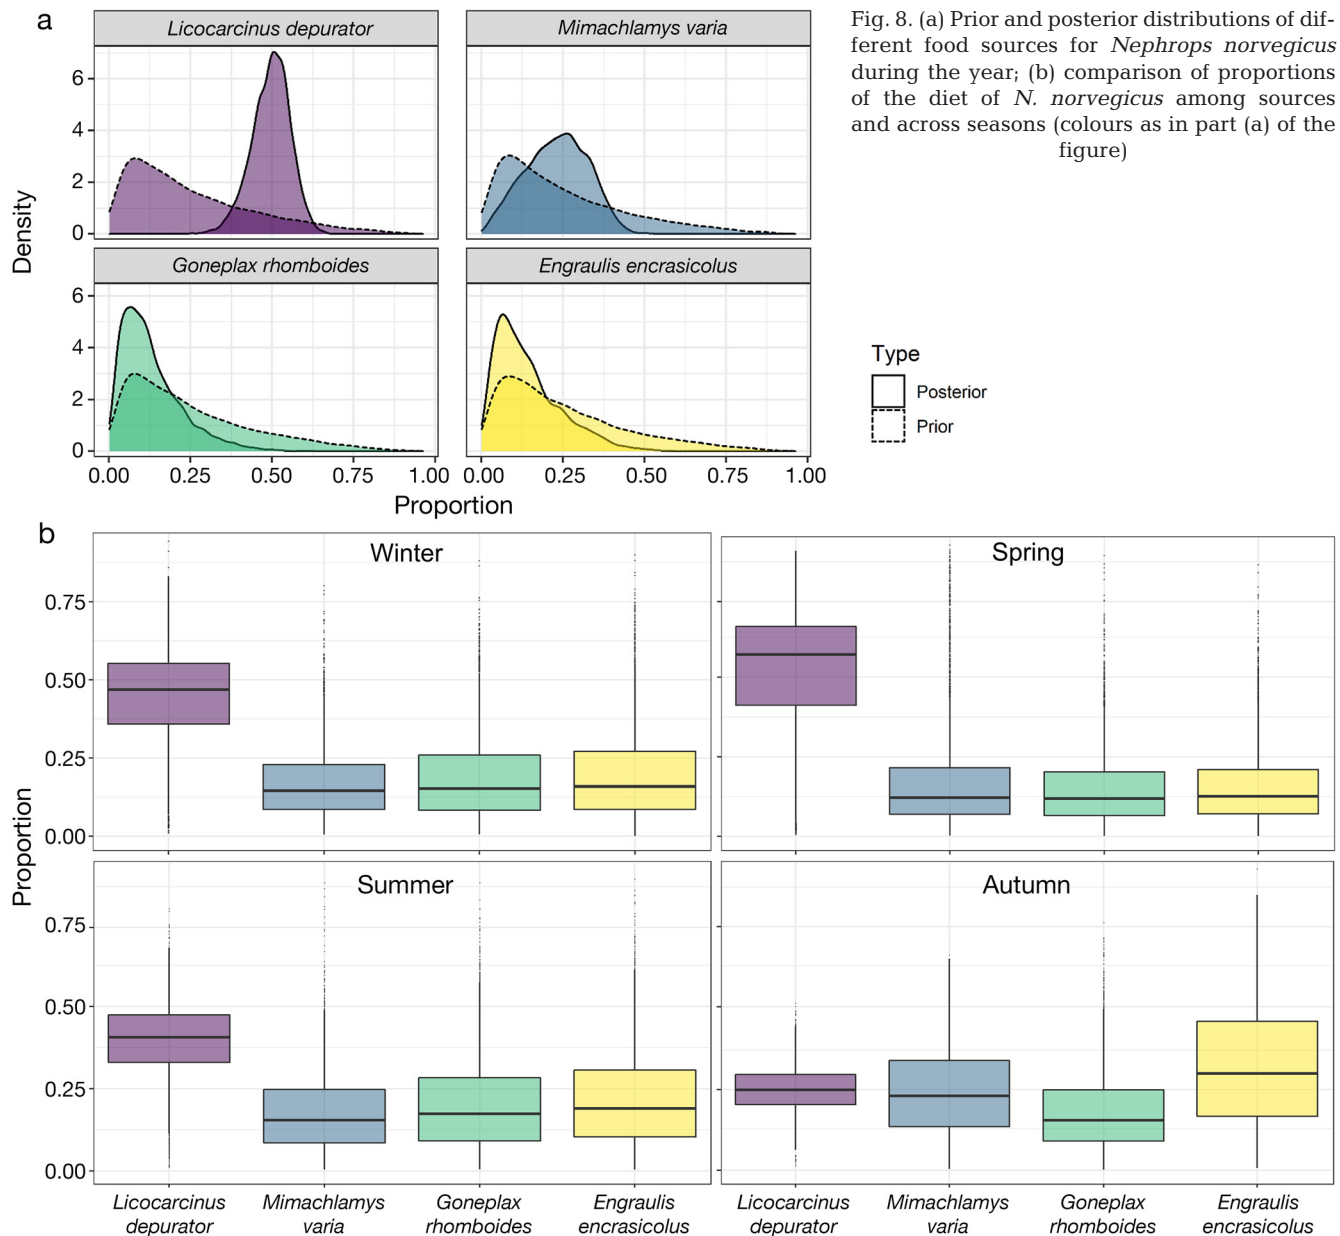 a
Licocarcinus depurator
Mimachlamys varia
Fig. 8. (a) Prior and posterior distributions of dif-
ferent food sources for Nephrops norvegicus
during the year; (b) comparison of proportions
of the diet of N. norvegicus among sources
and across seasons (colours as in part (a) of the
figure)
6
4
2
0
Density
Goneplax rhomboides
Engraulis encrasicolus
6
4
2
0
0.00 0.25 0.50 0.75 1.00
0.00 0.25 0.50 0.75 1.00
Proportion
Type
Posterior
Prior
b
Winter
Spring
0.75
0.50
0.25
0.00
Proportion
Summer
Autumn
0.75
0.50
0.25
0.00
Licocarcinus
depurator
Mimachlamys
varia
Goneplax
rhomboides
Engraulis
encrasicolus
Licocarcinus
depurator
Mimachlamys
varia
Goneplax
rhomboides
Engraulis
encrasicolus